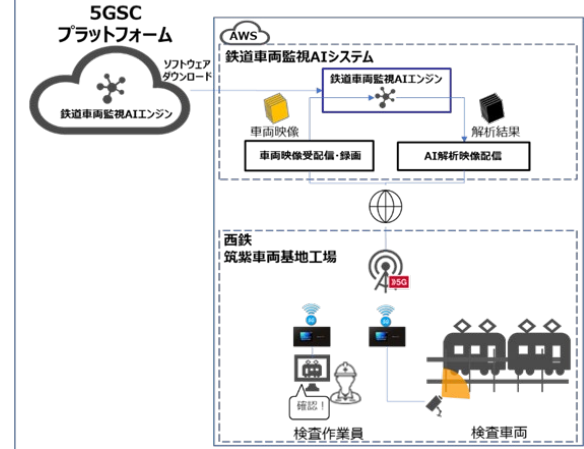 5GSC
プラットフォーム
ソフトウェア
ダウンロード
鉄道車両監視AIエンジン
AWS
鉄道車両監視AIシステム
鉄道車両監視AIエンジン
車両映像
解析結果
車両映像受配信・録画
AI解析映像配信
西鉄
筑紫車両基地工場
5G
確認！
検査作業員
検査車両